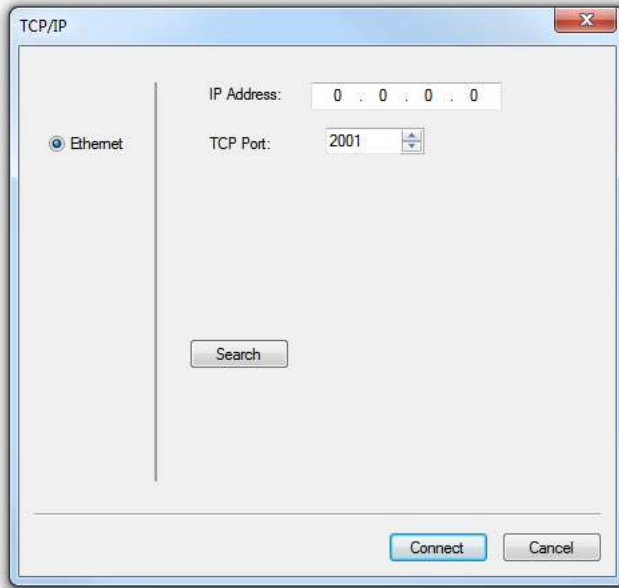 TCP/IP
IP Address: 0 . 0 . 0 . 0
Ethernet
TCP Port: 2001
Search
Connect Cancel